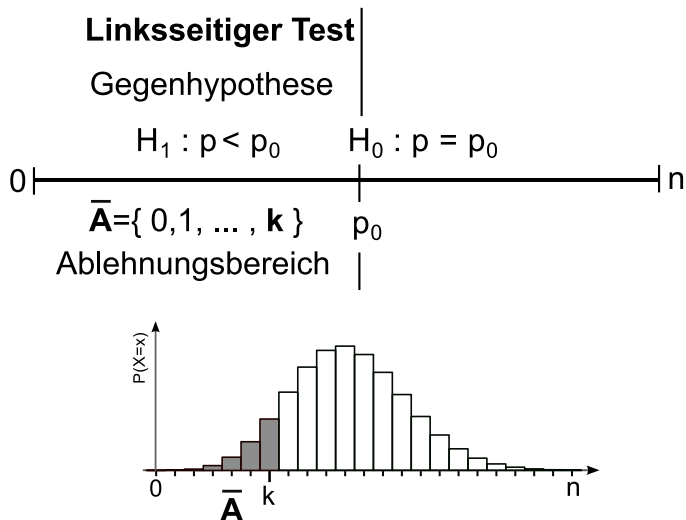 Linksseitiger Test
Gegenhypothese
H₁ : p < p₀ H₀ : p = p₀
0 n
A̅={ 0,1, ... , k } p₀
Ablehnungsbereich
P(X=x)
0 k n
A̅